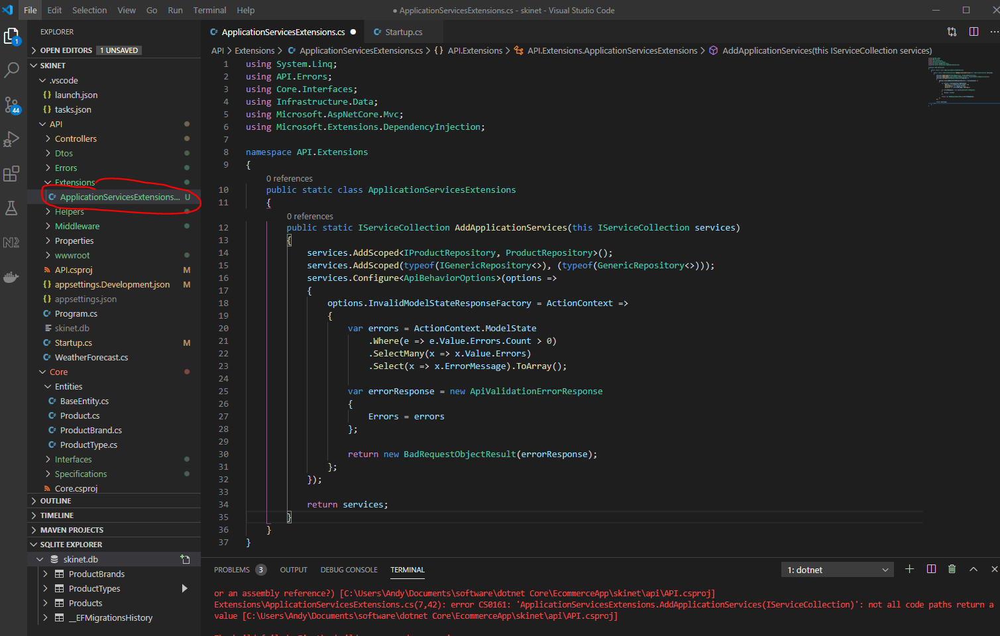 File Edit Selection View Go Run Terminal Help
● ApplicationServicesExtensions.cs - skinet - Visual Studio Code
EXPLORER
OPEN EDITORS 1 UNSAVED
SKINET
.vscode
{} launch.json
{} tasks.json
API
Controllers
Dtos
Errors
Extensions
C# ApplicationServicesExtensions... U
Helpers
Middleware
Properties
wwwroot
API.csproj M
{} appsettings.Development.json M
{} appsettings.json
C# Program.cs
skinet.db
C# Startup.cs M
C# WeatherForecast.cs
Core
Entities
C# BaseEntity.cs
C# Product.cs
C# ProductBrand.cs
C# ProductType.cs
Interfaces
Specifications
Core.csproj
OUTLINE
TIMELINE
MAVEN PROJECTS
SQLITE EXPLORER
skinet.db
ProductBrands
ProductTypes
Products
__EFMigrationsHistory
1
44
C# ApplicationServicesExtensions.cs ● C# Startup.cs
API > Extensions > C# ApplicationServicesExtensions.cs > {} API.Extensions > API.Extensions.ApplicationServicesExtensions > AddApplicationServices(this IServiceCollection services)
1 using System.Linq;
2 using API.Errors;
3 using Core.Interfaces;
4 using Infrastructure.Data;
5 using Microsoft.AspNetCore.Mvc;
6 using Microsoft.Extensions.DependencyInjection;
7
8 namespace API.Extensions
9 {
0 references
10 public static class ApplicationServicesExtensions
11 {
0 references
12 public static IServiceCollection AddApplicationServices(this IServiceCollection services)
13 {
14 services.AddScoped<IProductRepository, ProductRepository>();
15 services.AddScoped(typeof(IGenericRepository<>), (typeof(GenericRepository<>)));
16 services.Configure<ApiBehaviorOptions>(options =>
17 {
18 options.InvalidModelStateResponseFactory = ActionContext =>
19 {
20 var errors = ActionContext.ModelState
21 .Where(e => e.Value.Errors.Count > 0)
22 .SelectMany(x => x.Value.Errors)
23 .Select(x => x.ErrorMessage).ToArray();
24
25 var errorResponse = new ApiValidationErrorResponse
26 {
27 Errors = errors
28 };
29
30 return new BadRequestObjectResult(errorResponse);
31 };
32 });
33
34 return services;
35 }
36 }
37 }
PROBLEMS 3 OUTPUT DEBUG CONSOLE TERMINAL 1: dotnet
or an assembly reference?) [C:\Users\Andy\Documents\software\dotnet Core\EcommerceApp\skinet\api\API.csproj]
Extensions\ApplicationServicesExtensions.cs(7,42): error CS0161: 'ApplicationServicesExtensions.AddApplicationServices(IServiceCollection)': not all code paths return a
value [C:\Users\Andy\Documents\software\dotnet Core\EcommerceApp\skinet\api\API.csproj]